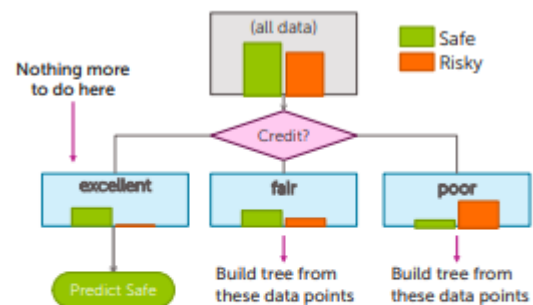 (all data)
Safe
Risky
Nothing more
to do here
Credit?
excellent
fair
poor
Predict Safe
Build tree from
these data points
Build tree from
these data points